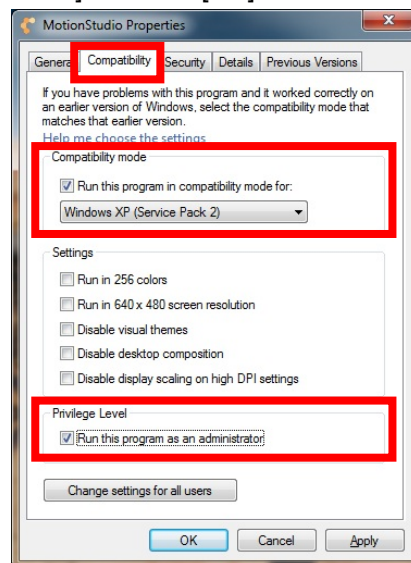 MotionStudio Properties
General Compatibility Security Details Previous Versions
If you have problems with this program and it worked correctly on
an earlier version of Windows, select the compatibility mode that
matches that earlier version.
Help me choose the settings
Compatibility mode
Run this program in compatibility mode for:
Windows XP (Service Pack 2)
Settings
Run in 256 colors
Run in 640 x 480 screen resolution
Disable visual themes
Disable desktop composition
Disable display scaling on high DPI settings
Privilege Level
Run this program as an administrator
Change settings for all users
OK Cancel Apply